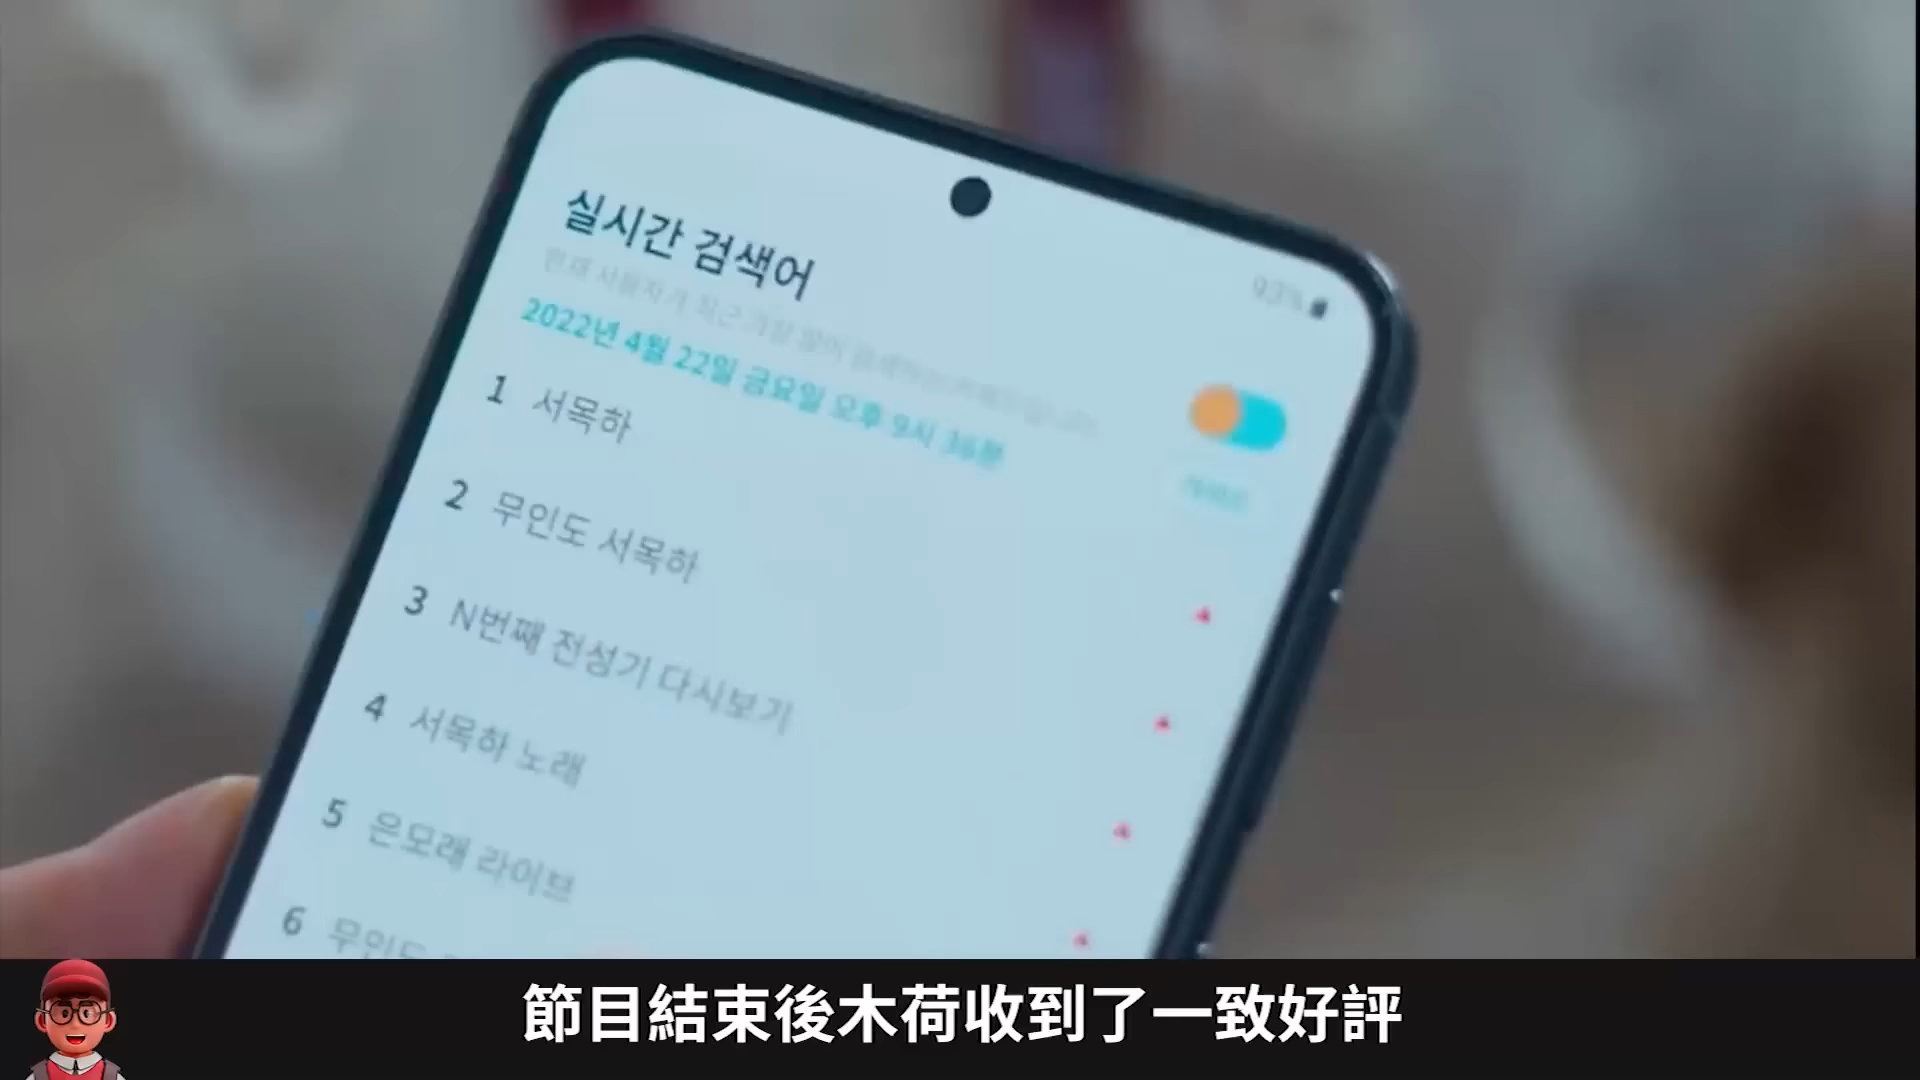 93%
실시간 검색어
2022년 4월 22일 금요일 오후 9시 36분
1 서목하
2 무인도 서목하
3 N번째 전성기 다시보기
4 서목하 노래
5 은모래 라이브
6 무인도
節目結束後木荷收到了一致好評